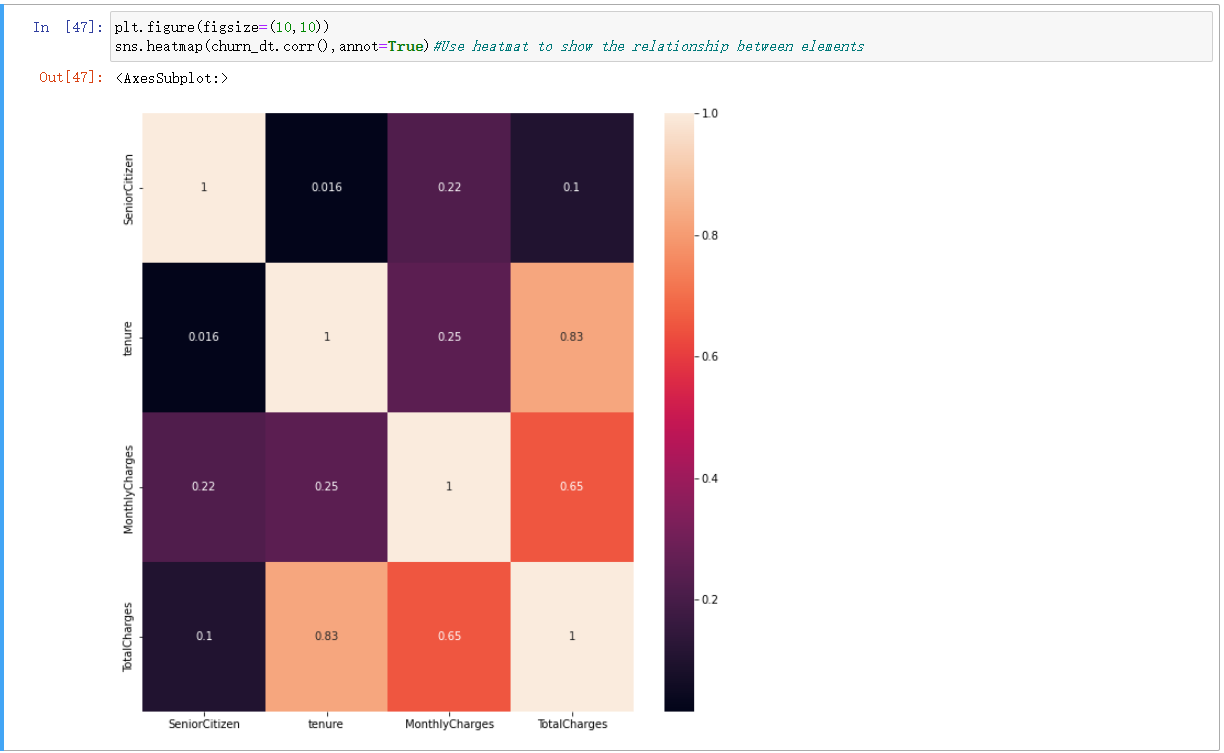 In [47]: plt.figure(figsize=(10,10))
sns.heatmap(churn_dt.corr(),annot=True)#Use heatmat to show the relationship between elements
Out[47]: <AxesSubplot:>
1.0
SeniorCitizen 1 0.016 0.22 0.1
0.8
tenure 0.016 1 0.25 0.83
0.6
MonthlyCharges 0.22 0.25 1 0.65
0.4
0.2
TotalCharges 0.1 0.83 0.65 1
SeniorCitizen tenure MonthlyCharges TotalCharges